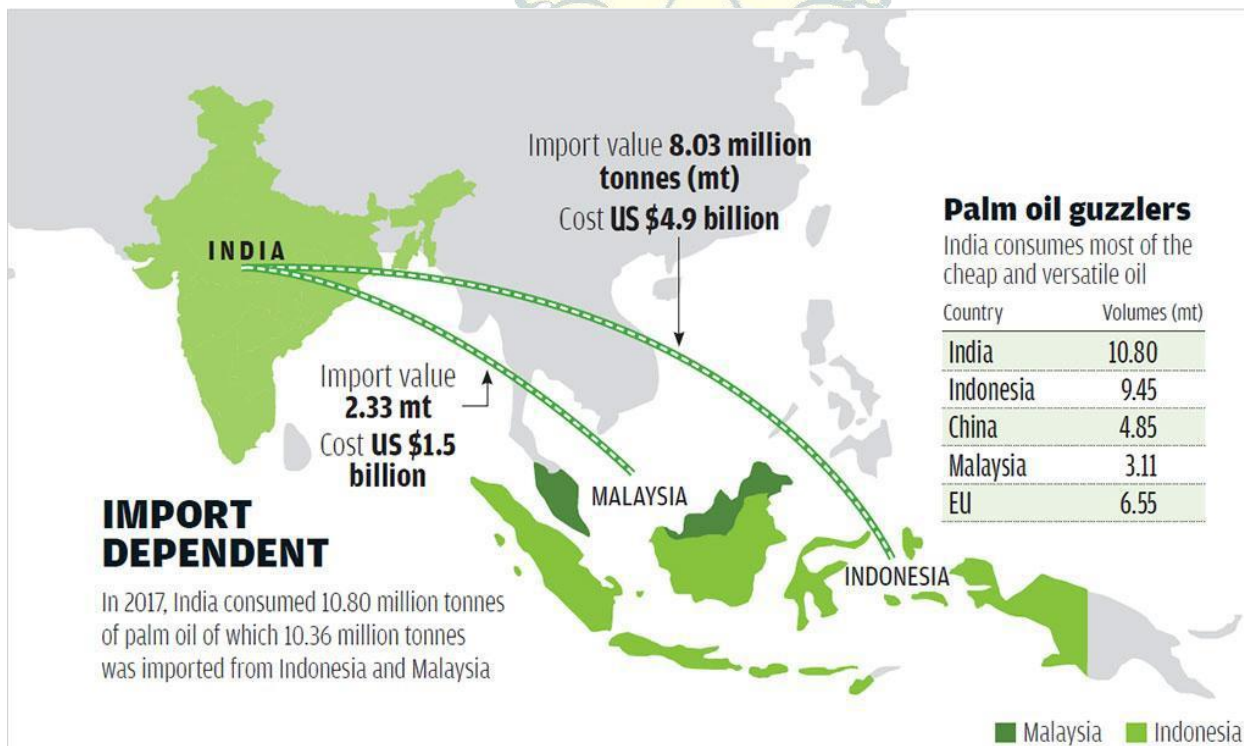 Import value 8.03 million
tonnes (mt)
Cost US $4.9 billion
INDIA
Import value
2.33 mt
Cost US $1.5
billion
MALAYSIA
INDONESIA
Palm oil guzzlers
India consumes most of the
cheap and versatile oil
Country Volumes (mt)
India 10.80
Indonesia 9.45
China 4.85
Malaysia 3.11
EU 6.55
IMPORT
DEPENDENT
In 2017, India consumed 10.80 million tonnes
of palm oil of which 10.36 million tonnes
was imported from Indonesia and Malaysia
Malaysia Indonesia